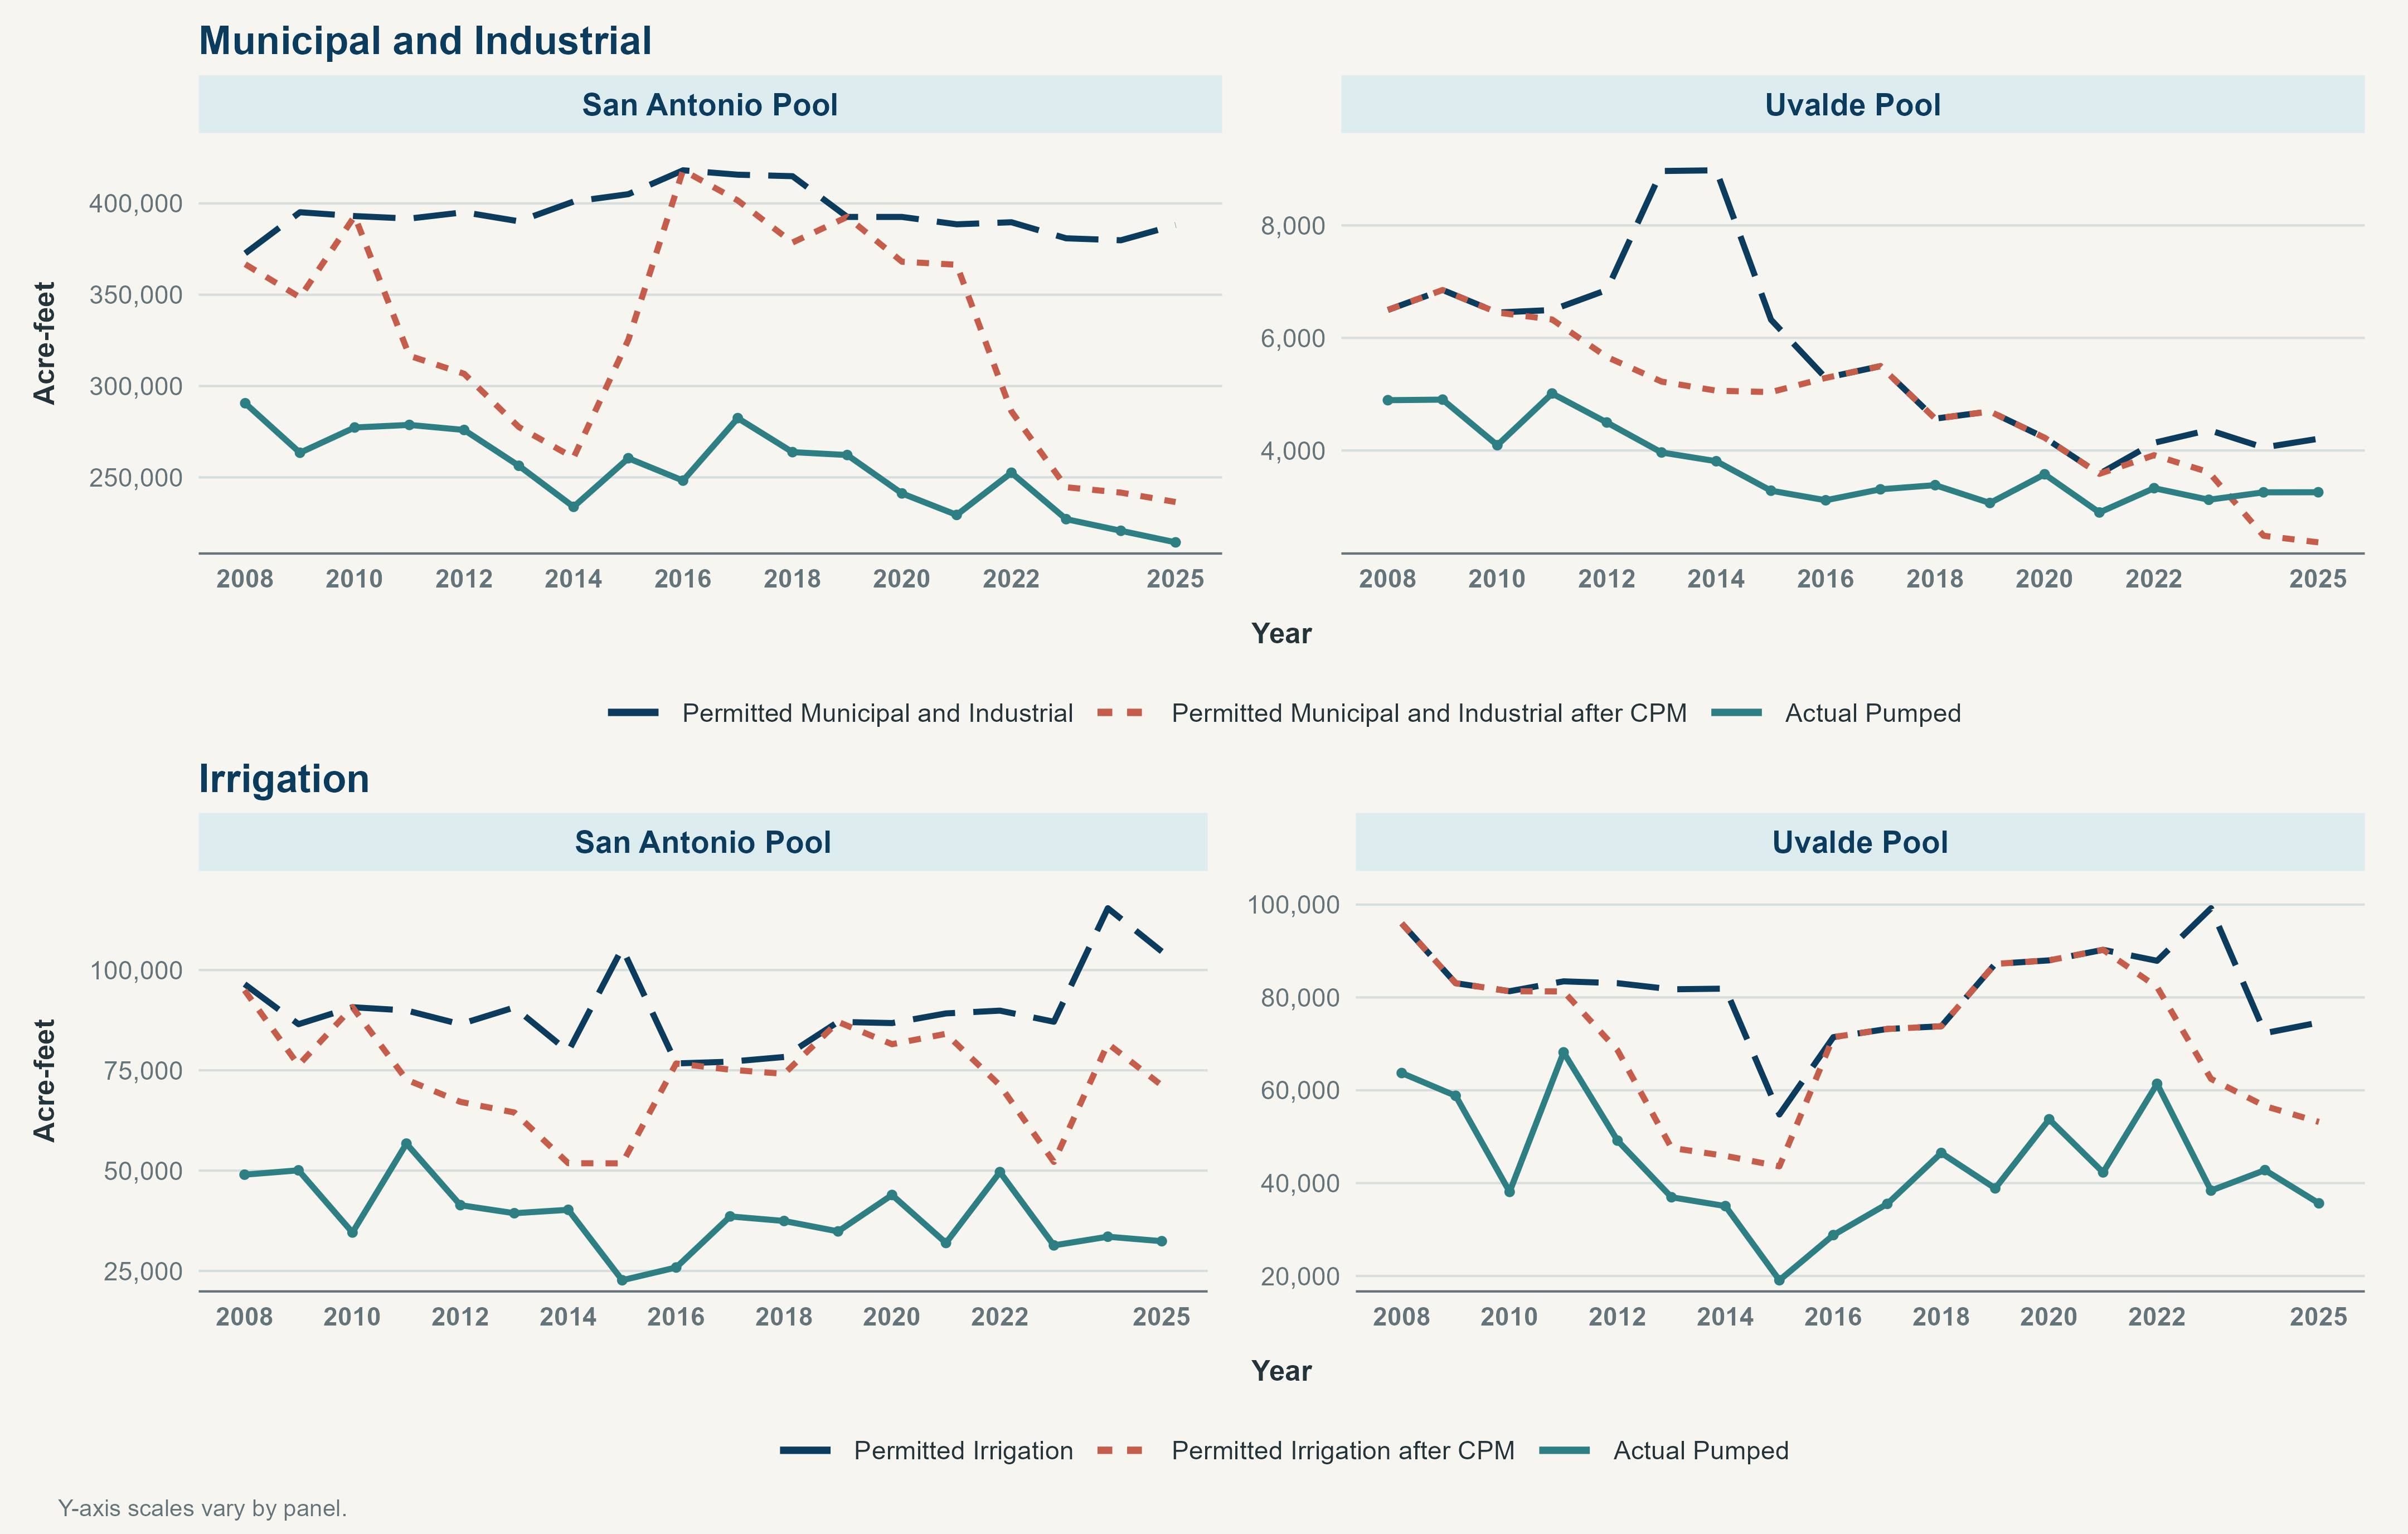 Municipal and Industrial
San Antonio Pool
Uvalde Pool
Acre-feet
400,000
350,000
300,000
250,000
8,000
6,000
4,000
2008 2010 2012 2014 2016 2018 2020 2022 2025
2008 2010 2012 2014 2016 2018 2020 2022 2025
Year
Permitted Municipal and Industrial Permitted Municipal and Industrial after CPM Actual Pumped
Irrigation
San Antonio Pool
Uvalde Pool
Acre-feet
100,000
75,000
50,000
25,000
100,000
80,000
60,000
40,000
20,000
2008 2010 2012 2014 2016 2018 2020 2022 2025
2008 2010 2012 2014 2016 2018 2020 2022 2025
Year
Permitted Irrigation Permitted Irrigation after CPM Actual Pumped
Y-axis scales vary by panel.